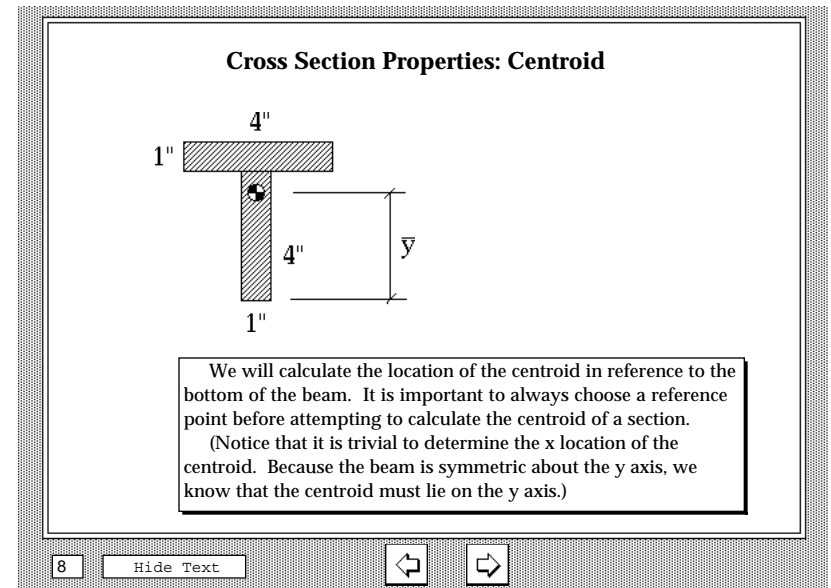 Cross Section Properties: Centroid
4"
1"
4"
y̅
1"
We will calculate the location of the centroid in reference to the
bottom of the beam. It is important to always choose a reference
point before attempting to calculate the centroid of a section.
(Notice that it is trivial to determine the x location of the
centroid. Because the beam is symmetric about the y axis, we
know that the centroid must lie on the y axis.)
8
Hide Text